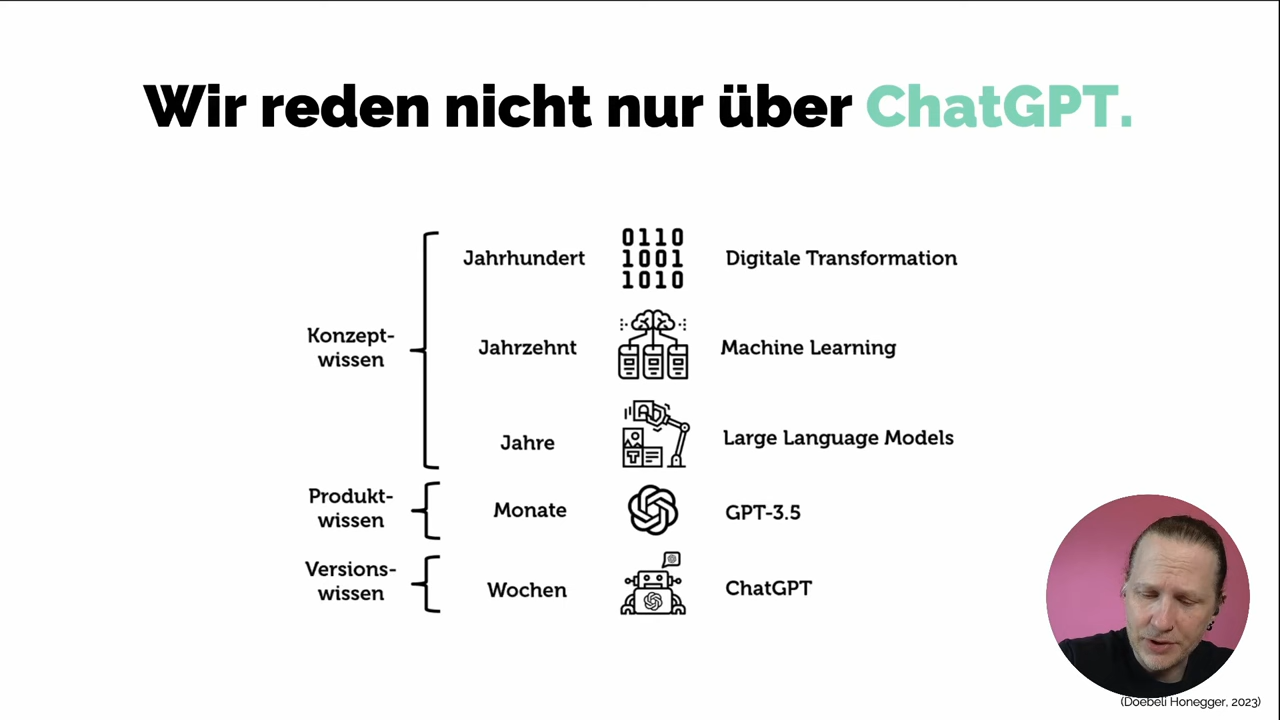 Wir reden nicht nur über ChatGPT.
0110
Jahrhundert
1001
Digitale Transformation
1010
Konzept-
wissen
Jahrzehnt
Machine Learning
Jahre
Large Language Models
Produkt-
wissen
Monate
GPT-3.5
Versions-
wissen
Wochen
ChatGPT
(Doebeli Honegger, 2023)